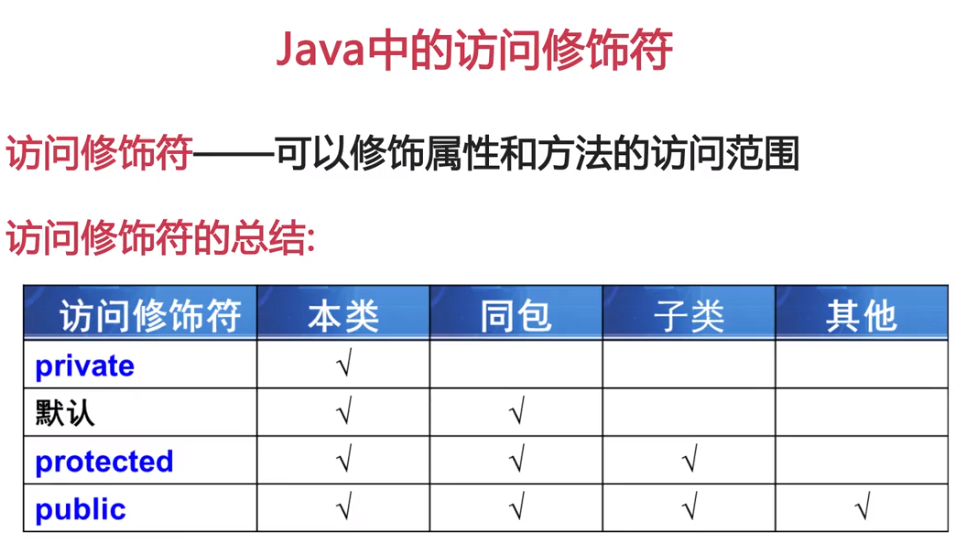 Java中的访问修饰符
访问修饰符——可以修饰属性和方法的访问范围
访问修饰符的总结:
访问修饰符 本类 同包 子类 其他
private √
默认 √ √
protected √ √ √
public √ √ √ √